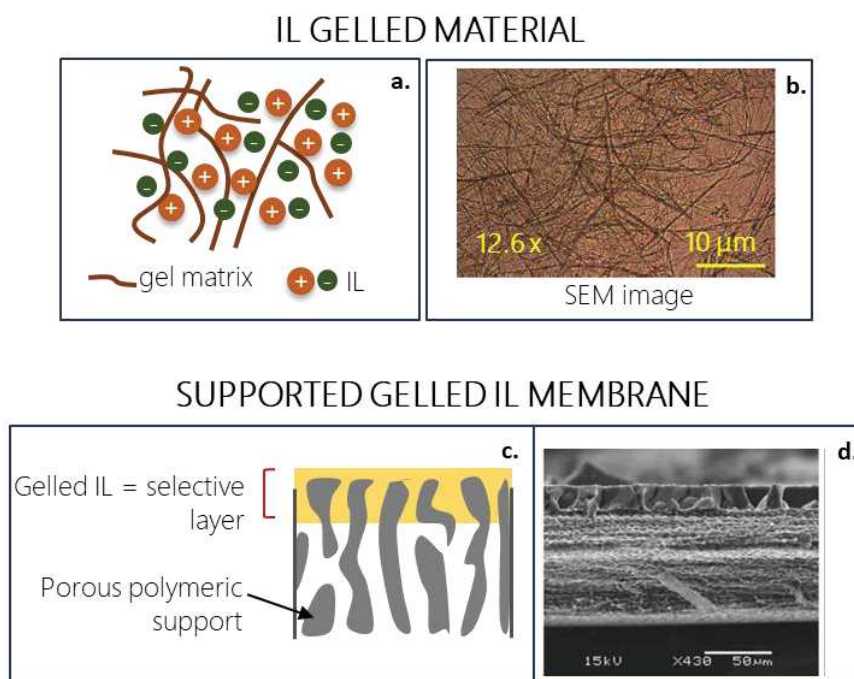 IL GELLED MATERIAL
a.
+ - + - + + - + - - + + + - - + - + - +
gel matrix
+ - IL
b.
12.6x
10 µm
SEM image
SUPPORTED GELLED IL MEMBRANE
c.
Gelled IL = selective
layer
Porous polymeric
support
d.
15kV X430 50µm